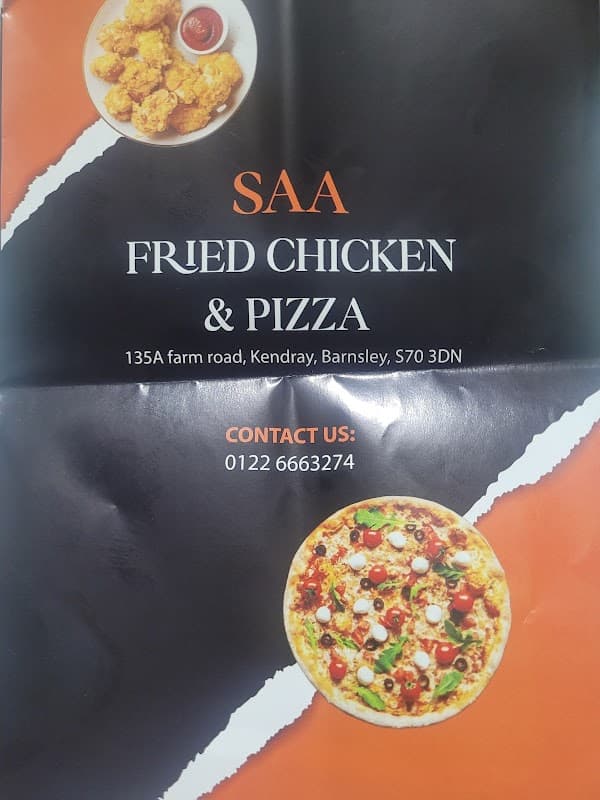 SAA
FRIED CHICKEN
& PIZZA
135A farm road, Kendray, Barnsley, S70 3DN
CONTACT US:
0122 6663274